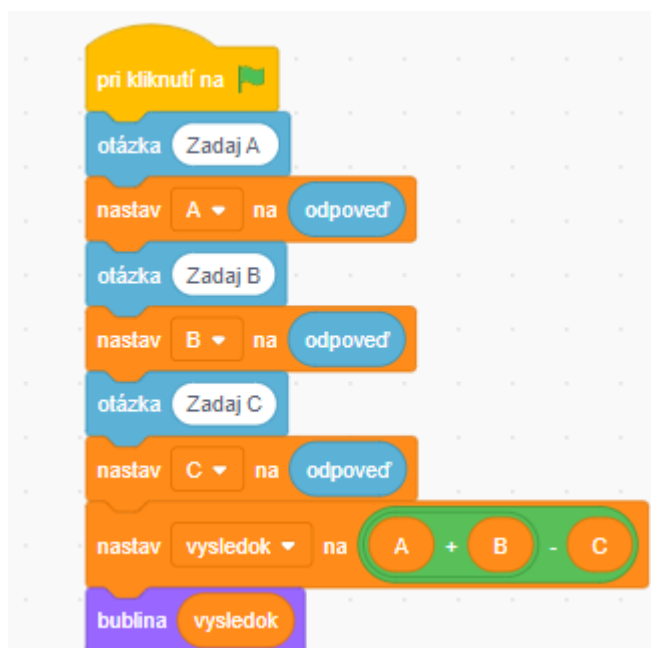 pri kliknutí na
otázka Zadaj A
nastav A na odpoveď
otázka Zadaj B
nastav B na odpoveď
otázka Zadaj C
nastav C na odpoveď
nastav vysledok na A + B - C
bublina vysledok